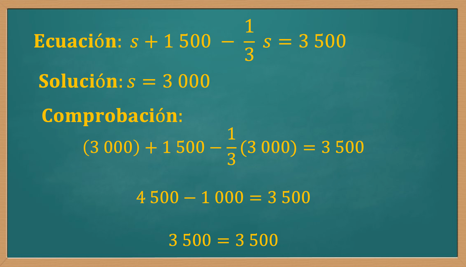 Ecuación: s + 1 500 − 1/3 s = 3 500
Solución: s = 3 000
Comprobación:
(3 000) + 1 500 − 1/3 (3 000) = 3 500
4 500 − 1 000 = 3 500
3 500 = 3 500